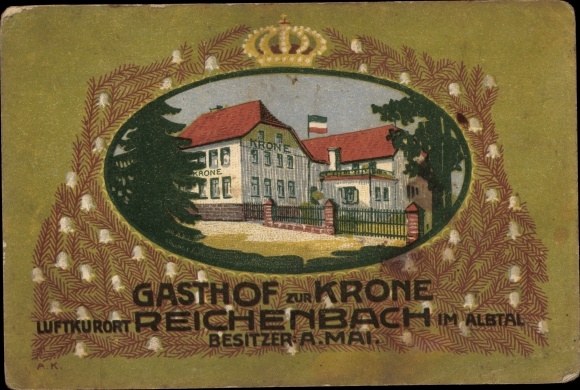 KRONE
KRONE
GASTHOF ZUR KRONE
LUFTKURORT REICHENBACH IM ALBTAL
BESITZER A. MAI.
A.K.